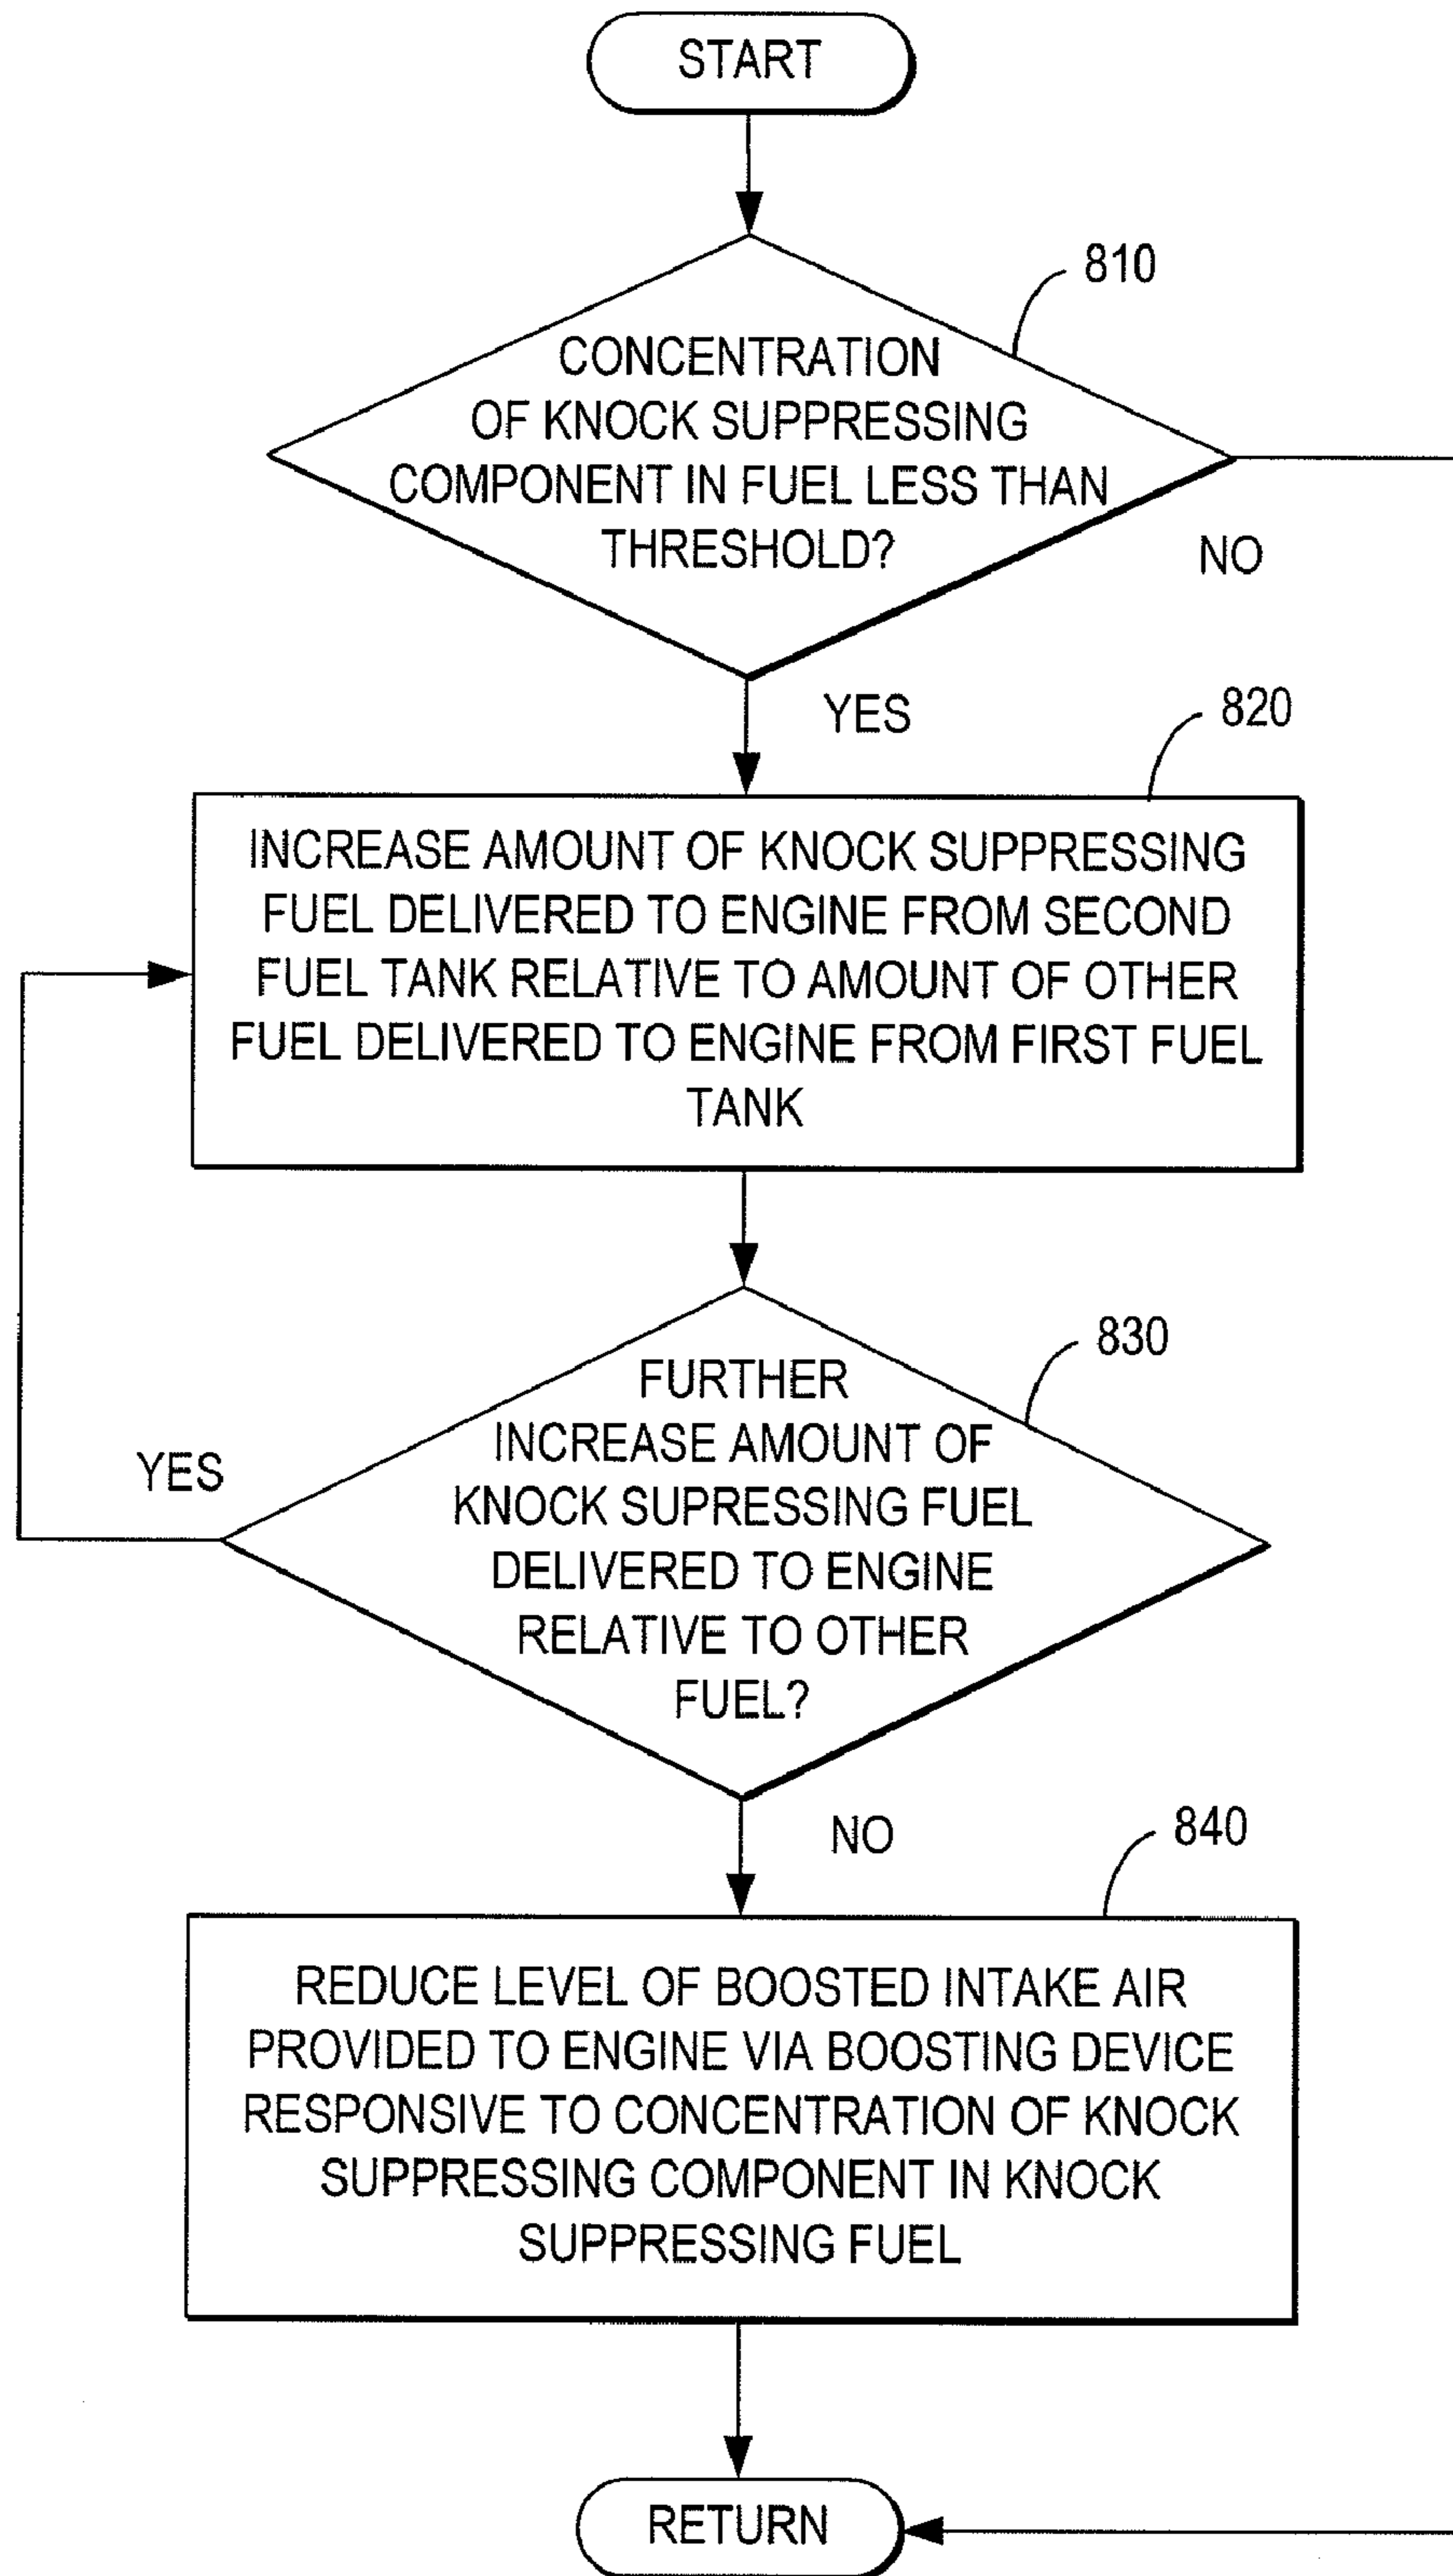 START
810
CONCENTRATION
OF KNOCK SUPPRESSING
COMPONENT IN FUEL LESS THAN
THRESHOLD?
NO
YES
820
INCREASE AMOUNT OF KNOCK SUPPRESSING
FUEL DELIVERED TO ENGINE FROM SECOND
FUEL TANK RELATIVE TO AMOUNT OF OTHER
FUEL DELIVERED TO ENGINE FROM FIRST FUEL
TANK
830
FURTHER
INCREASE AMOUNT OF
KNOCK SUPRESSING FUEL
DELIVERED TO ENGINE
RELATIVE TO OTHER
FUEL?
YES
NO
840
REDUCE LEVEL OF BOOSTED INTAKE AIR
PROVIDED TO ENGINE VIA BOOSTING DEVICE
RESPONSIVE TO CONCENTRATION OF KNOCK
SUPPRESSING COMPONENT IN KNOCK
SUPPRESSING FUEL
RETURN